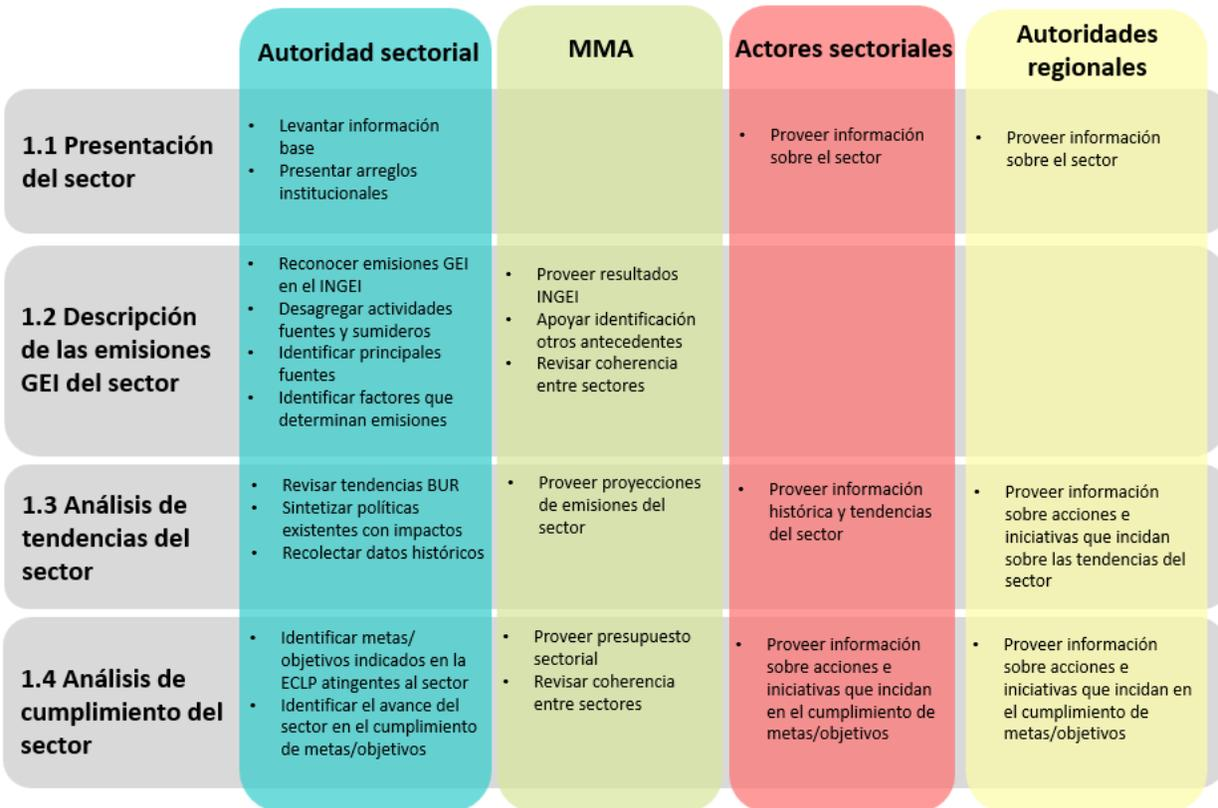 Autoridad sectorial
MMA
Actores sectoriales
Autoridades
regionales
1.1 Presentación
del sector
• Levantar información
base
• Presentar arreglos
institucionales
• Proveer información
sobre el sector
• Proveer información
sobre el sector
1.2 Descripción
de las emisiones
GEI del sector
• Reconocer emisiones GEI
en el INGEI
• Desagregar actividades
fuentes y sumideros
• Identificar principales
fuentes
• Identificar factores que
determinan emisiones
• Proveer resultados
INGEI
• Apoyar identificación
otros antecedentes
• Revisar coherencia
entre sectores
1.3 Análisis de
tendencias del
sector
• Revisar tendencias BUR
• Sintetizar políticas
existentes con impactos
• Recolectar datos históricos
• Proveer proyecciones
de emisiones del
sector
• Proveer información
histórica y tendencias
del sector
• Proveer información
sobre acciones e
iniciativas que incidan
sobre las tendencias del
sector
1.4 Análisis de
cumplimiento del
sector
• Identificar metas/
objetivos indicados en la
ECLP atingentes al sector
• Identificar el avance del
sector en el cumplimiento
de metas/objetivos
• Proveer presupuesto
sectorial
• Revisar coherencia
entre sectores
• Proveer información
sobre acciones e
iniciativas que incidan
en el cumplimiento de
metas/objetivos
• Proveer información
sobre acciones e
iniciativas que incidan en
el cumplimiento de
metas/objetivos